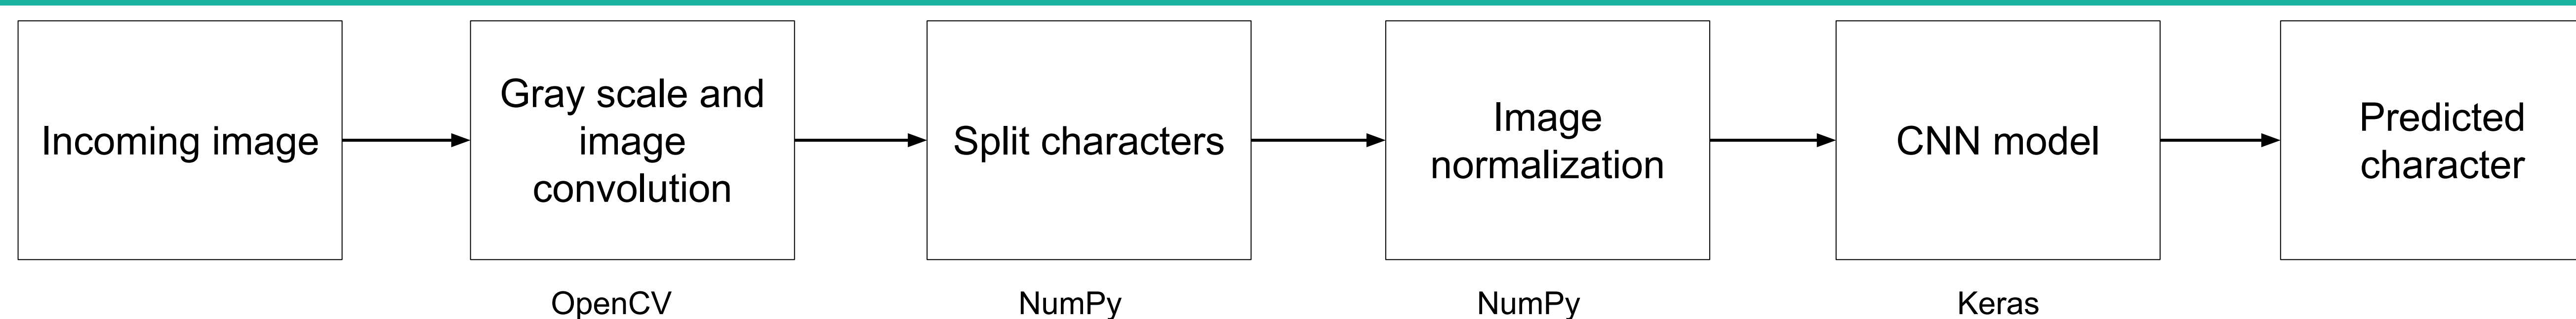 Incoming image
Gray scale and
image
convolution
Split characters
Image
normalization
CNN model
Predicted
character
OpenCV
NumPy
NumPy
Keras